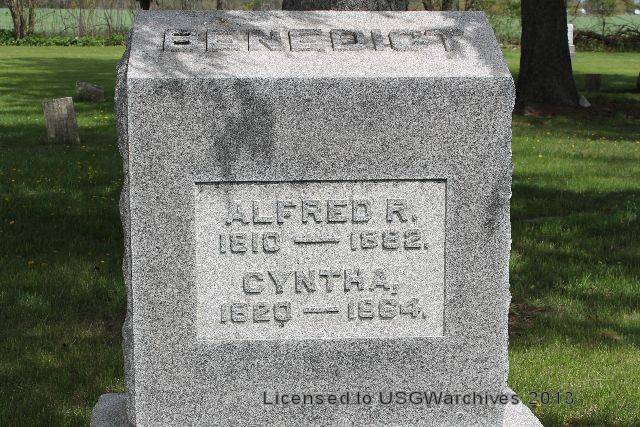 BENEDICT
ALFRED R.
1810 — 1882.
CYNTHA,
1820 — 1864.
Licensed to USGWarchives 2013